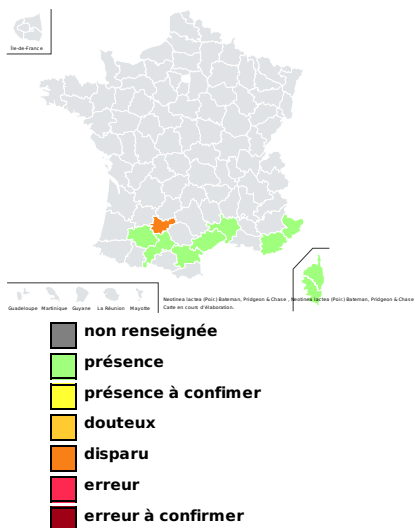 Île-de-France
Guadeloupe Martinique Guyane La Réunion Mayotte
Neotinea lactea (Poir.) Bateman, Pridgeon & Chase , Neotinea lactea (Poir.) Bateman, Pridgeon & Chase
Carte en cours d'élaboration.
non renseignée
présence
présence à confimer
douteux
disparu
erreur
erreur à confirmer